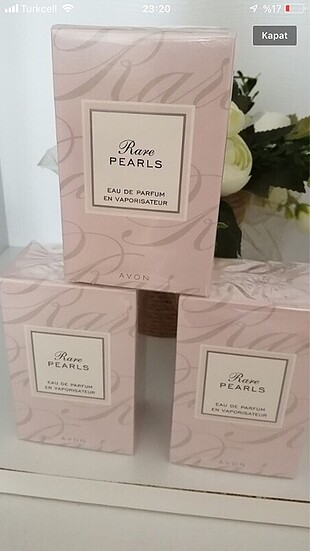 Turkcell
23:20
%17
Kapat
Rare
PEARLS
EAU DE PARFUM
EN VAPORISATEUR
AVON
Rare
PEARLS
EAU DE PARFUM
EN VAPORISATEUR
AVON
Rare
PEARLS
EAU DE PARFUM
EN VAPORISATEUR
AVON